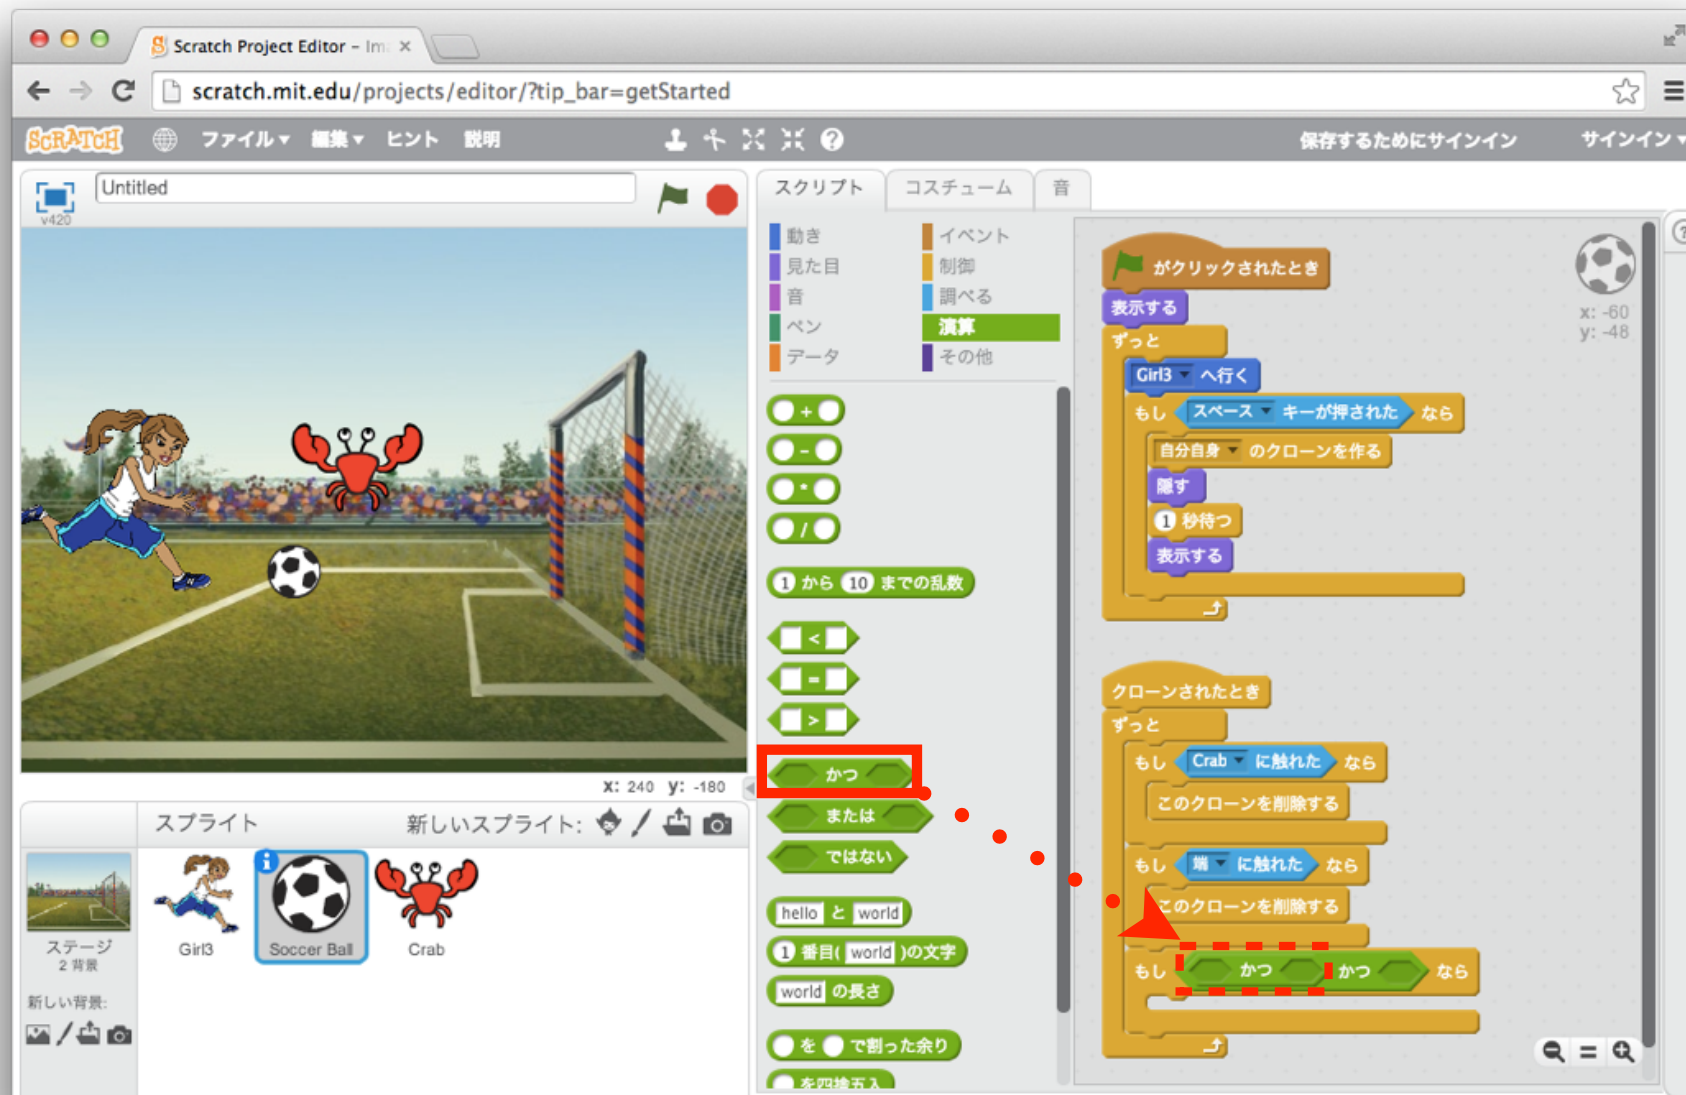 Scratch Project Editor – Im
scratch.mit.edu/projects/editor/?tip_bar=getStarted
SCRATCH ファイル 編集 ヒント 説明 保存するためにサインイン サインイン
v420 Untitled
スクリプト コスチューム 音
動き イベント
見た目 制御
音 調べる
ペン 演算
データ その他
+
-
*
/
1 から 10 までの乱数
<
=
>
かつ
または
ではない
hello と world
1 番目( world )の文字
world の長さ
を で割った余り
を四捨五入
がクリックされたとき
表示する
ずっと
Girl3 へ行く
もし スペース キーが押された なら
自分自身 のクローンを作る
隠す
1 秒待つ
表示する
x: -60
y: -48
クローンされたとき
ずっと
もし Crab に触れた なら
このクローンを削除する
もし 端 に触れた なら
このクローンを削除する
もし かつ かつ なら
x: 240 y: -180
スプライト 新しいスプライト:
ステージ
2 背景
新しい背景:
Girl3
Soccer Ball
Crab